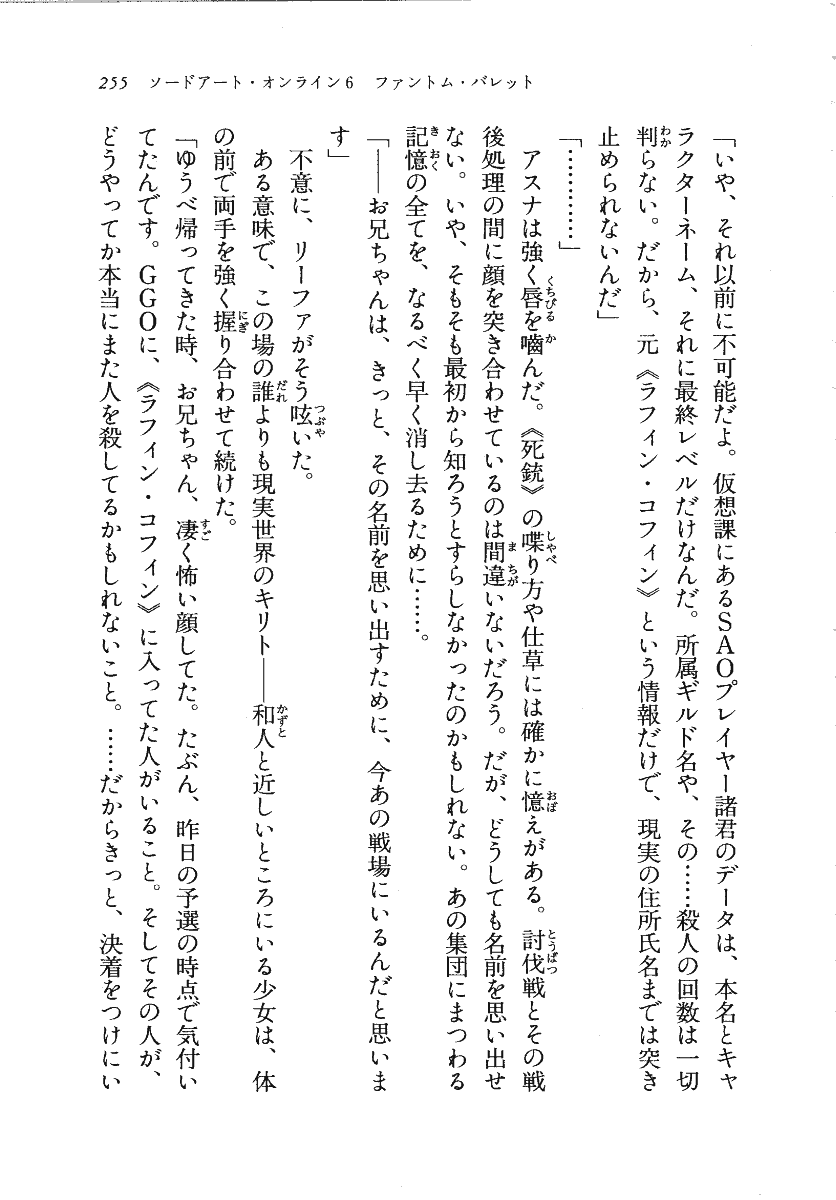 255　ソードアート・オンライン6　ファントム・バレット
「いや、それ以前に不可能だよ。仮想課にあるSAOプレイヤー諸君のデータは、本名とキャ
ラクターネーム、それに最終レベルだけなんだ。所属ギルド名や、その……殺人の回数は一切
判らない。だから、元《ラフィン・コフィン》という情報だけで、現実の住所氏名までは突き
止められないんだ」
「…………」
　アスナは強く唇を嚙んだ。《死銃》の喋り方や仕草には確かに憶えがある。討伐戦とその戦
後処理の間に顔を突き合わせているのは間違いないだろう。だが、どうしても名前を思い出せ
ない。いや、そもそも最初から知ろうとすらしなかったのかもしれない。あの集団にまつわる
記憶の全てを、なるべく早く消し去るために……。
「――お兄ちゃんは、きっと、その名前を思い出すために、今あの戦場にいるんだと思いま
す」
　不意に、リーファがそう呟いた。
　ある意味で、この場の誰よりも現実世界のキリト――和人と近しいところにいる少女は、体
の前で両手を強く握り合わせて続けた。
「ゆうべ帰ってきた時、お兄ちゃん、凄く怖い顔してた。たぶん、昨日の予選の時点で気付い
てたんです。GGOに、《ラフィン・コフィン》に入ってた人がいること。そしてその人が、
どうやってか本当にまた人を殺してるかもしれないこと。……だからきっと、決着をつけにい